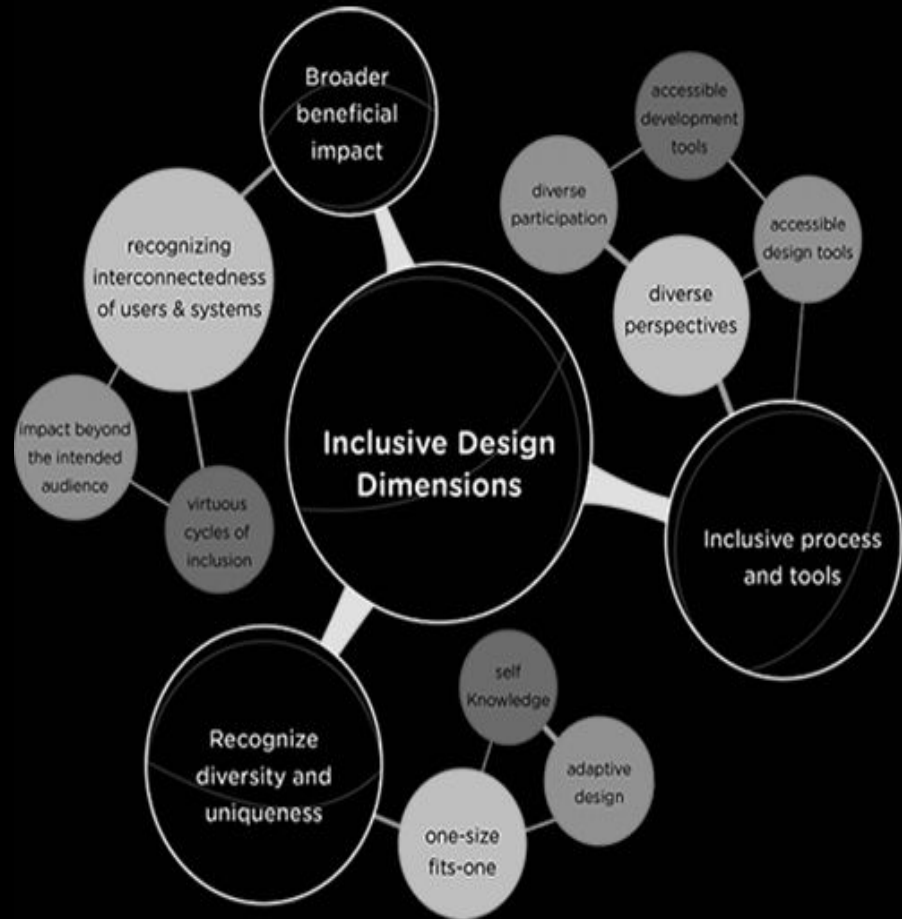 Broader
beneficial
impact
recognizing
interconnectedness
of users & systems
impact beyond
the intended
audience
virtuous
cycles of
inclusion
accessible
development
tools
diverse
participation
accessible
design tools
diverse
perspectives
Inclusive Design
Dimensions
Inclusive process
and tools
Recognize
diversity and
uniqueness
self
Knowledge
adaptive
design
one-size
fits-one